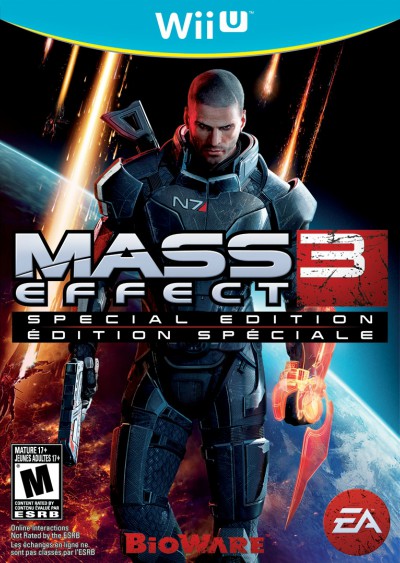 Wii U
N7
MASS
EFFECT 3
SPECIAL EDITION
ÉDITION SPÉCIALE
MATURE 17+
JEUNES ADULTES 17+
M
CONTENT RATED BY
CONTENU ÉVALUÉ PAR
ESRB
Online Interactions
Not Rated by the ESRB
Les échanges en ligne ne
sont pas classés par l'ESRB
BIOWARE
EA